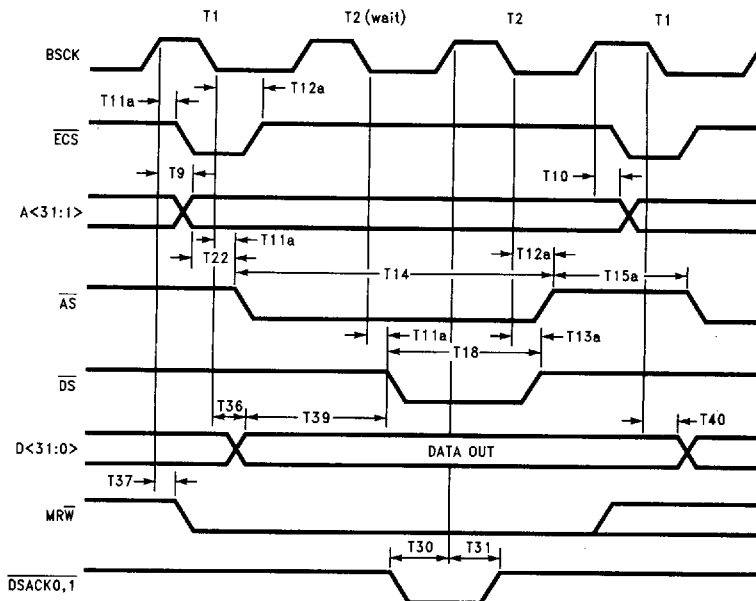 T1 T2 (wait) T2 T1
BSCK
T11a T12a
ECS
T9 T10
A<31:1>
T11a T12a
T22 T14 T15a
AS
T11a T13a
T18
DS
T36 T39 T40
D<31:0> DATA OUT
T37
MRW
T30 T31
DSACK0,1